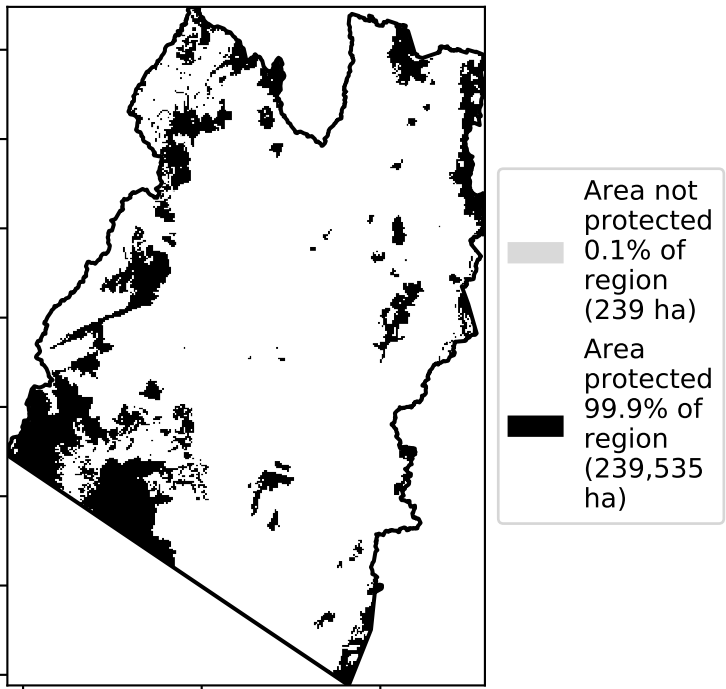 Area not
protected
0.1% of
region
(239 ha)
Area
protected
99.9% of
region
(239,535
ha)